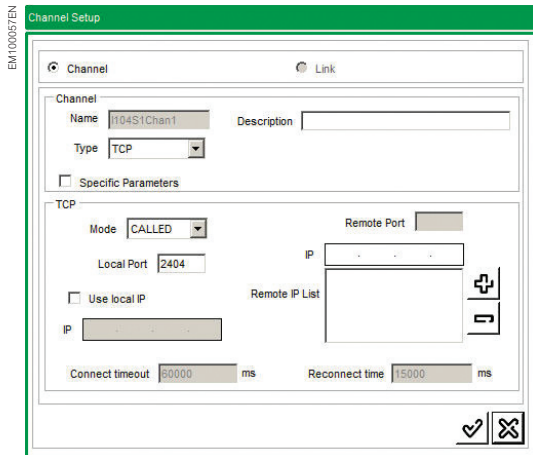 EM100057EN
Channel Setup
Channel Link
Channel
Name I104S1Chan1 Description
Type TCP
Specific Parameters
TCP
Mode CALLED Remote Port
Local Port 2404 IP . . .
Use local IP Remote IP List
IP . . .
Connect timeout 60000 ms Reconnect time 15000 ms